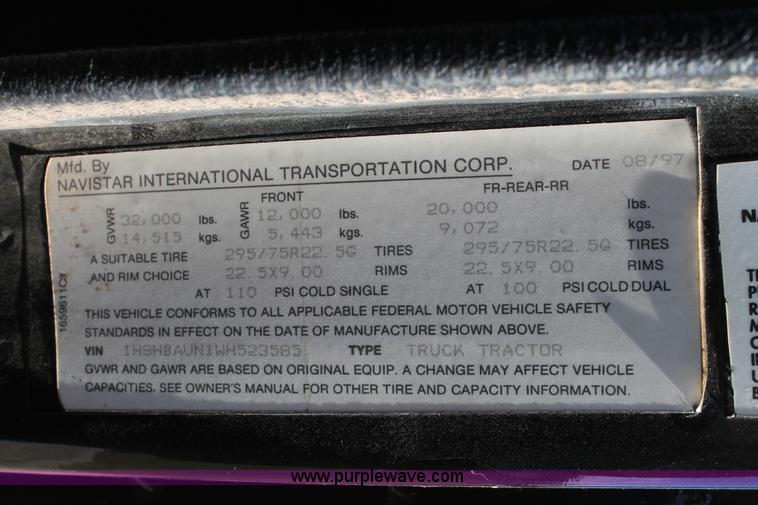 Mfd. By
NAVISTAR INTERNATIONAL TRANSPORTATION CORP. DATE 08/97
FRONT FR-REAR-RR
GVWR 32,000 lbs. GAWR 12,000 lbs. 20,000 lbs.
14,515 kgs. 5,443 kgs. 9,072 kgs.
A SUITABLE TIRE 295/75R22.5G TIRES 295/75R22.5G TIRES
AND RIM CHOICE 22.5X9.00 RIMS 22.5X9.00 RIMS
AT 110 PSI COLD SINGLE AT 100 PSI COLD DUAL
THIS VEHICLE CONFORMS TO ALL APPLICABLE FEDERAL MOTOR VEHICLE SAFETY
STANDARDS IN EFFECT ON THE DATE OF MANUFACTURE SHOWN ABOVE.
VIN 1HSHBAUN1WH523585 TYPE TRUCK TRACTOR
GVWR AND GAWR ARE BASED ON ORIGINAL EQUIP. A CHANGE MAY AFFECT VEHICLE
CAPACITIES. SEE OWNER'S MANUAL FOR OTHER TIRE AND CAPACITY INFORMATION.
www.purplewave.com